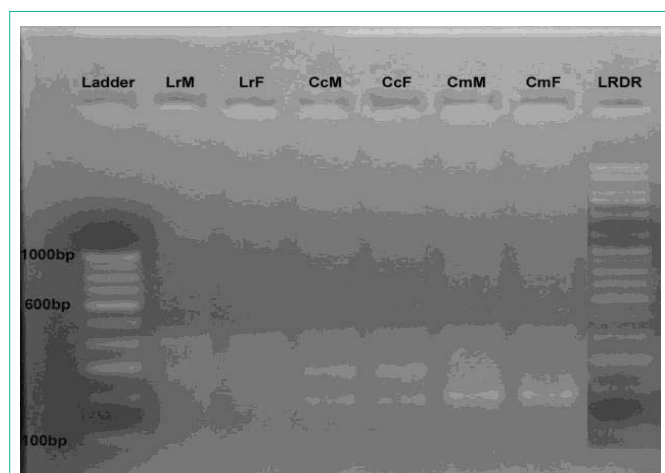 Ladder LrM LrF CcM CcF CmM CmF LRDR
1000bp
600bp
100bp